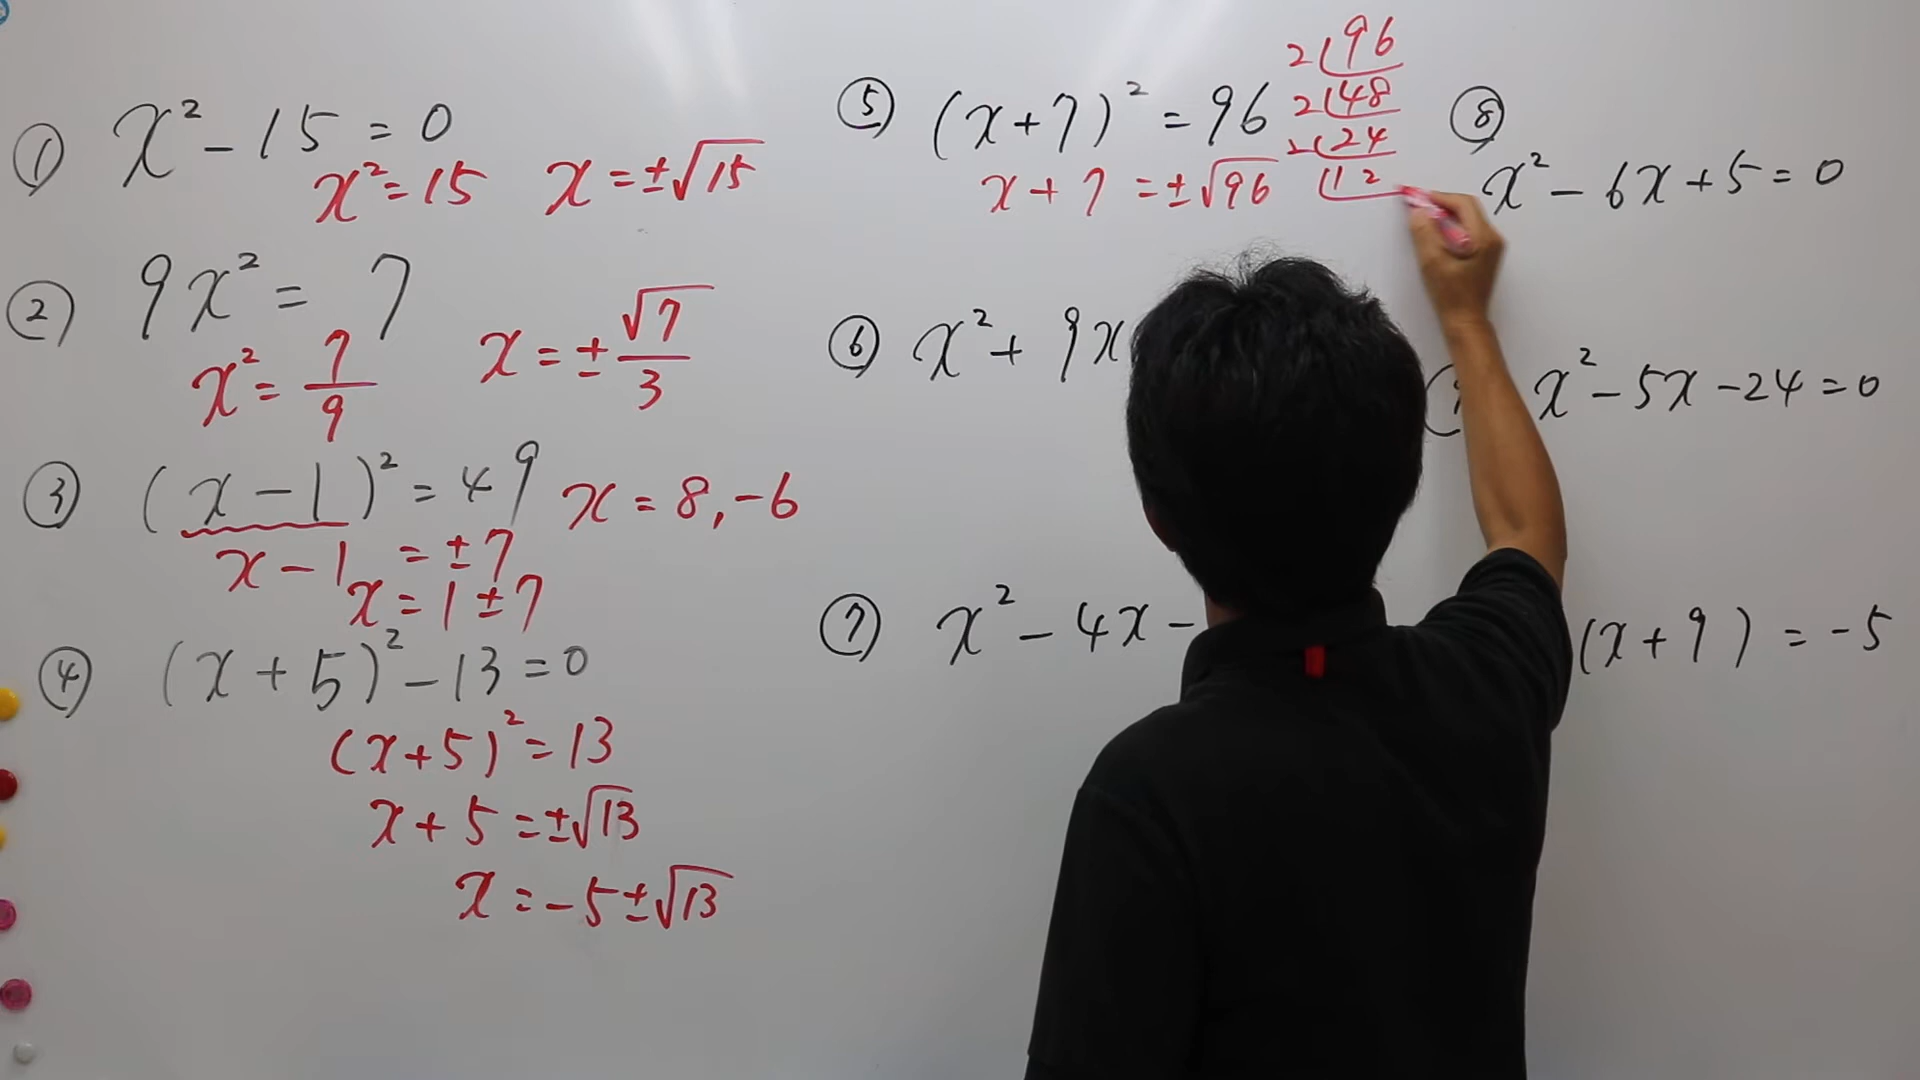 ① x² - 15 = 0
x² = 15 x = ±√15
② 9x² = 7
x² = 7/9 x = ±√7/3
③ (x - 1)² = 49 x = 8, -6
x - 1 = ±7
x = 1 ± 7
④ (x + 5)² - 13 = 0
(x + 5)² = 13
x + 5 = ±√13
x = -5 ± √13
⑤ (x + 7)² = 96
x + 7 = ±√96
2 96
2 48
2 24
12
⑥ x² + 9x
⑦ x² - 4x -
⑧
x² - 6x + 5 = 0
x² - 5x - 24 = 0
(x + 9) = -5